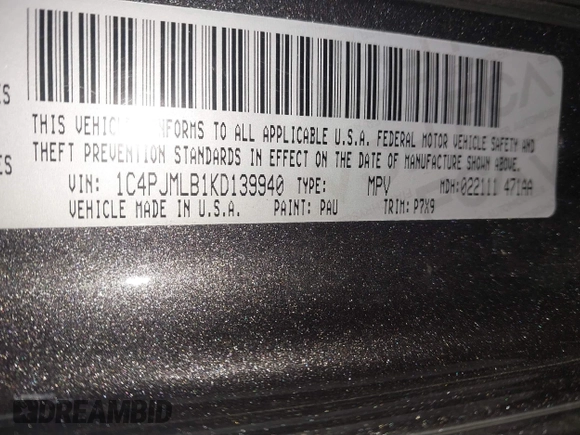 THIS VEHICLE CONFORMS TO ALL APPLICABLE U.S.A. FEDERAL MOTOR VEHICLE SAFETY AND
ES
THEFT PREVENTION STANDARDS IN EFFECT ON THE DATE OF MANUFACTURE SHOWN ABOVE.
ES
VIN: 1C4PJMLB1KD139940 TYPE: MPV MDH:022111 471AA
VEHICLE MADE IN U.S.A. PAINT: PAU TRIM: P7X9
DREAMBID